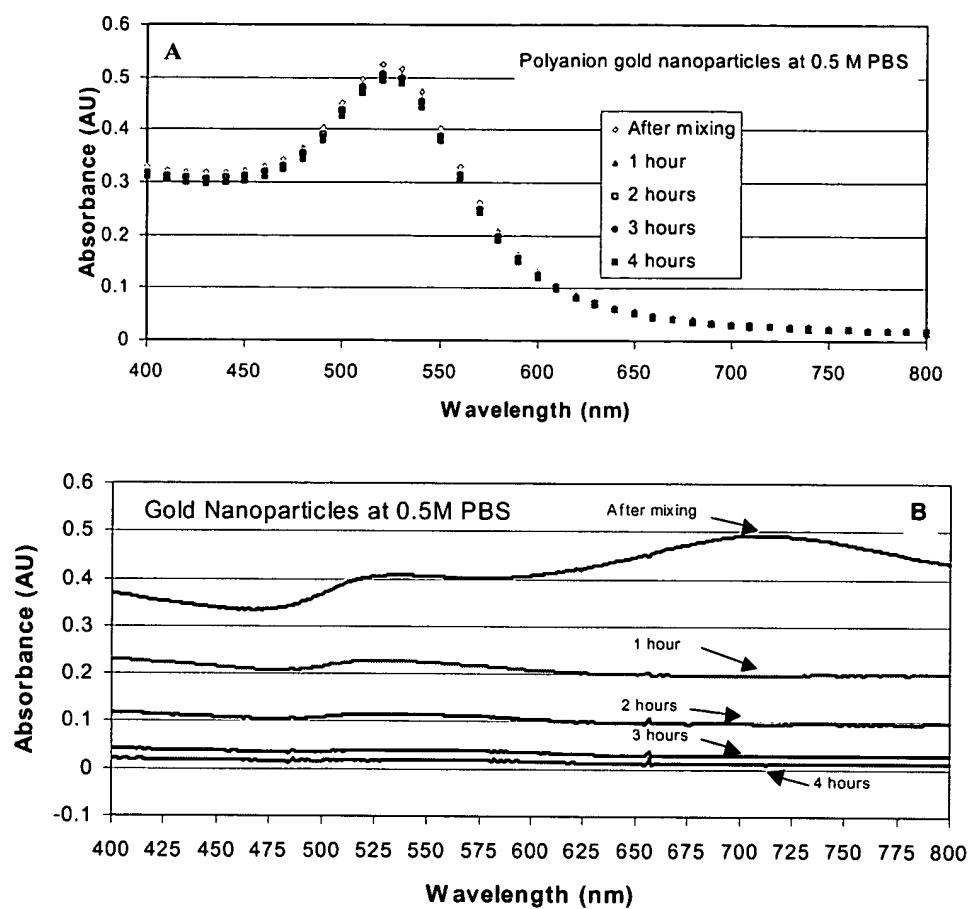 0.6
A
Polyanion gold nanoparticles at 0.5 M PBS
0.5
After mixing
0.4
1 hour
2 hours
0.3
3 hours
0.2
4 hours
0.1
0
Absorbance (AU)
400 450 500 550 600 650 700 750 800
Wavelength (nm)
0.6
Gold Nanoparticles at 0.5M PBS
After mixing
B
0.5
0.4
0.3
1 hour
0.2
2 hours
0.1
3 hours
0
4 hours
-0.1
Absorbance (AU)
400 425 450 475 500 525 550 575 600 625 650 675 700 725 750 775 800
Wavelength (nm)